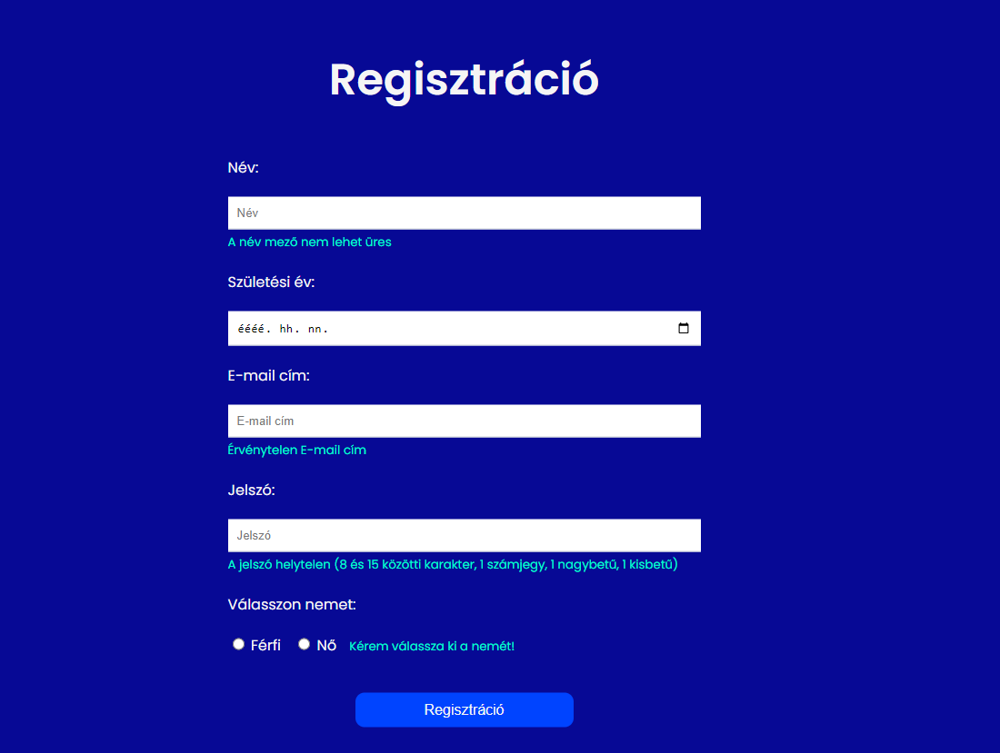 Regisztráció
Név:
Név
A név mező nem lehet üres
Születési év:
éééé. hh. nn.
E-mail cím:
E-mail cím
Érvénytelen E-mail cím
Jelszó:
Jelszó
A jelszó helytelen (8 és 15 közötti karakter, 1 számjegy, 1 nagybetű, 1 kisbetű)
Válasszon nemet:
Férfi Nő Kérem válassza ki a nemét!
Regisztráció